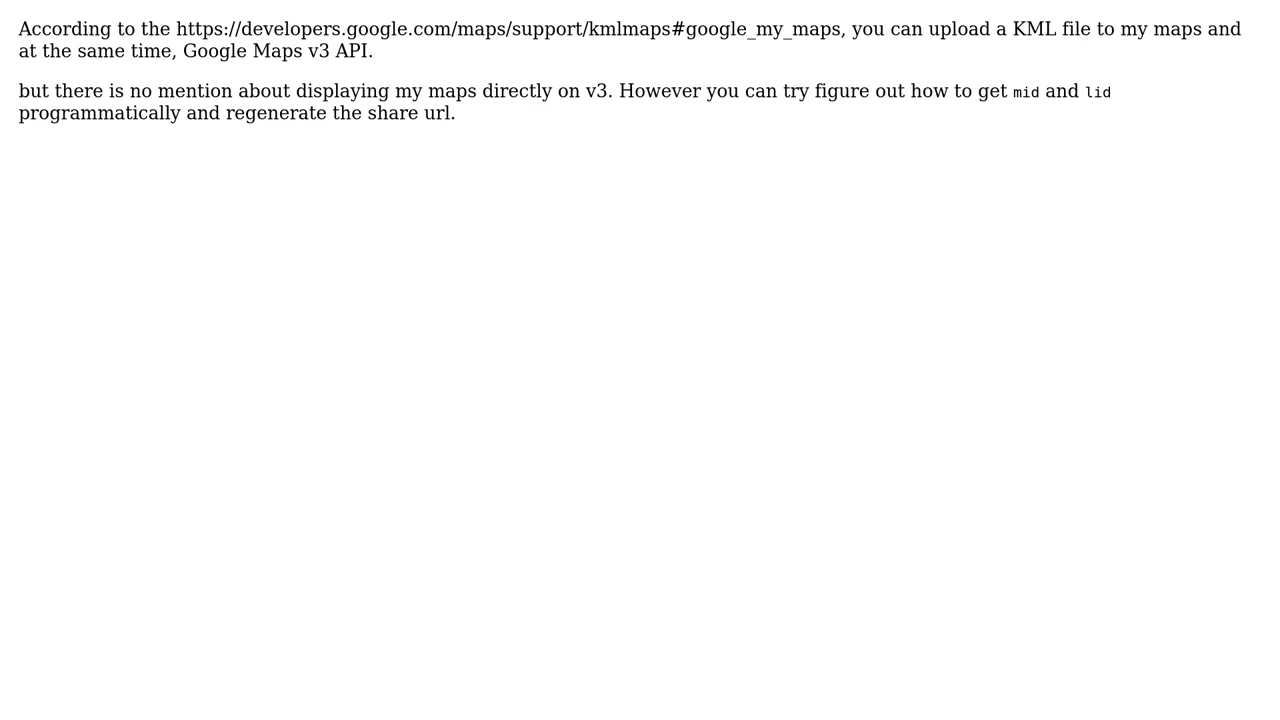 According to the https://developers.google.com/maps/support/kmlmaps#google_my_maps, you can upload a KML file to my maps and
at the same time, Google Maps v3 API.
but there is no mention about displaying my maps directly on v3. However you can try figure out how to get mid and lid
programmatically and regenerate the share url.